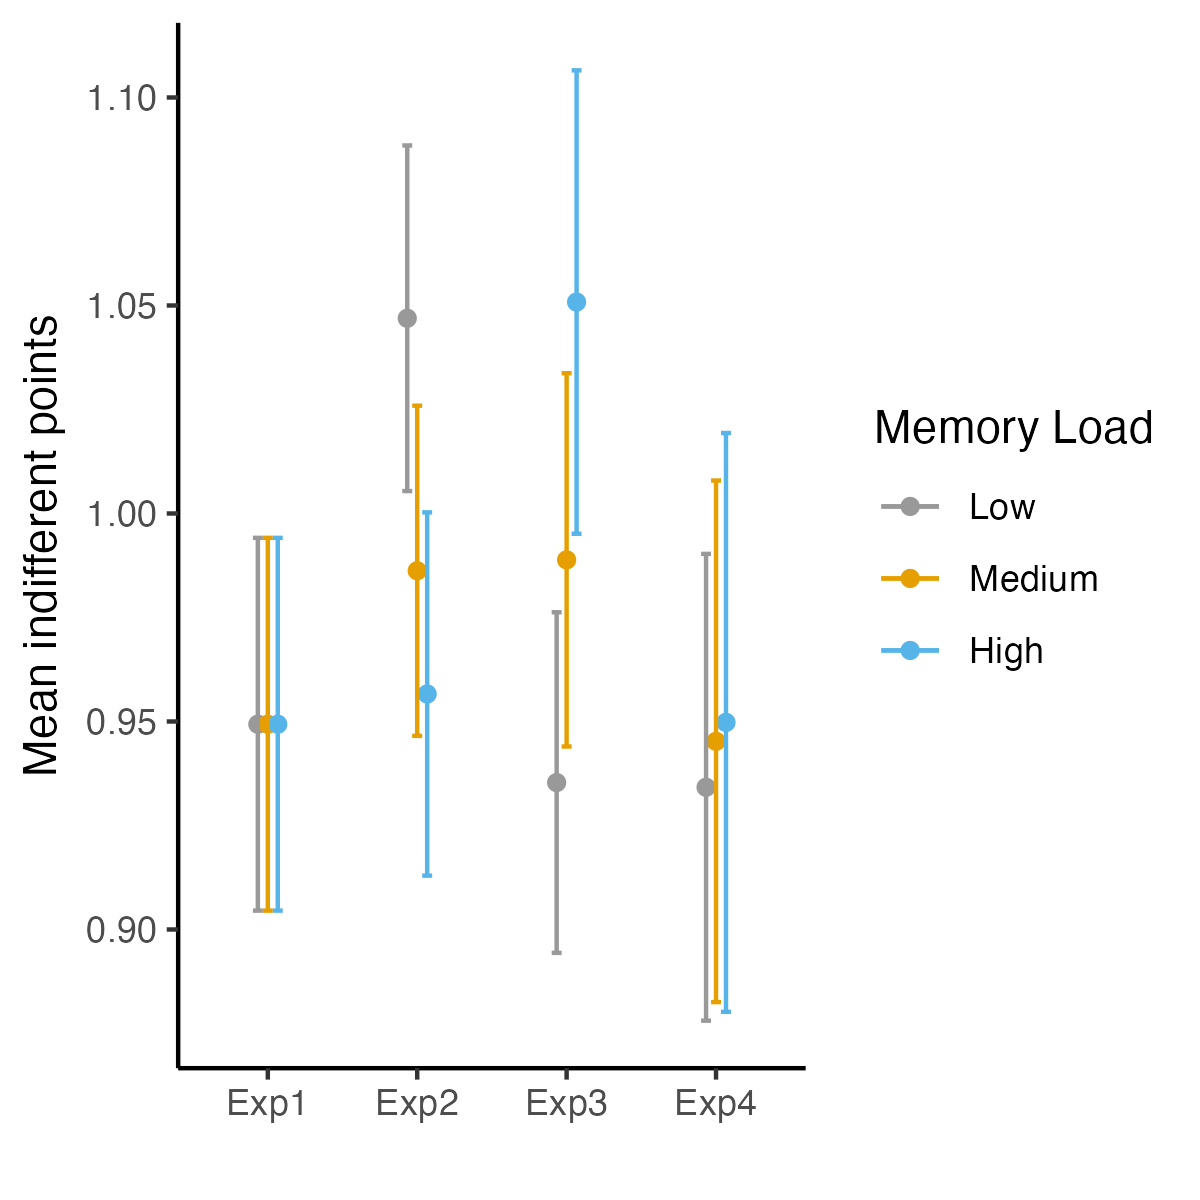 Mean indifferent points
1.10
1.05
1.00
0.95
0.90
Exp1 Exp2 Exp3 Exp4
Memory Load
Low
Medium
High